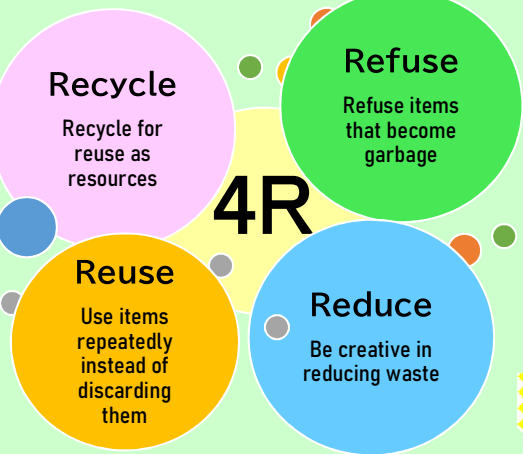 Recycle
Recycle for
reuse as
resources
Refuse
Refuse items
that become
garbage
4R
Reuse
Use items
repeatedly
instead of
discarding
them
Reduce
Be creative in
reducing waste